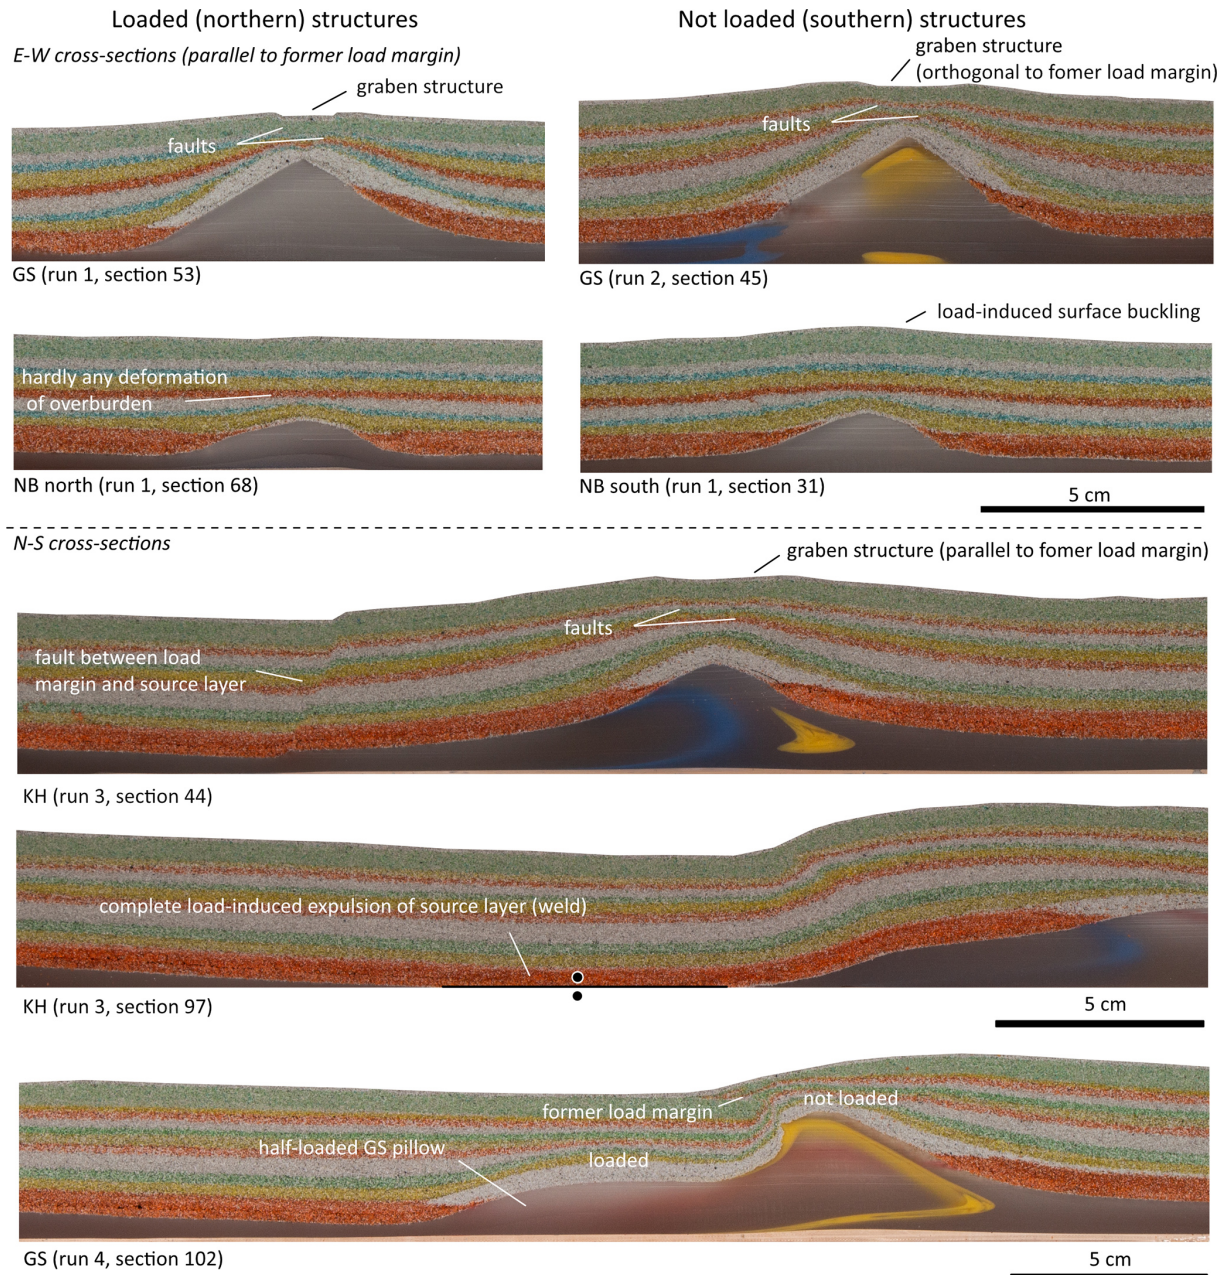 Loaded (northern) structures
Not loaded (southern) structures
E-W cross-sections (parallel to former load margin)
graben structure
faults
GS (run 1, section 53)
graben structure
(orthogonal to fomer load margin)
faults
GS (run 2, section 45)
hardly any deformation
of overburden
NB north (run 1, section 68)
load-induced surface buckling
NB south (run 1, section 31)
5 cm
N-S cross-sections
graben structure (parallel to fomer load margin)
faults
fault between load
margin and source layer
KH (run 3, section 44)
complete load-induced expulsion of source layer (weld)
KH (run 3, section 97)
5 cm
former load margin
not loaded
half-loaded GS pillow
loaded
GS (run 4, section 102)
5 cm